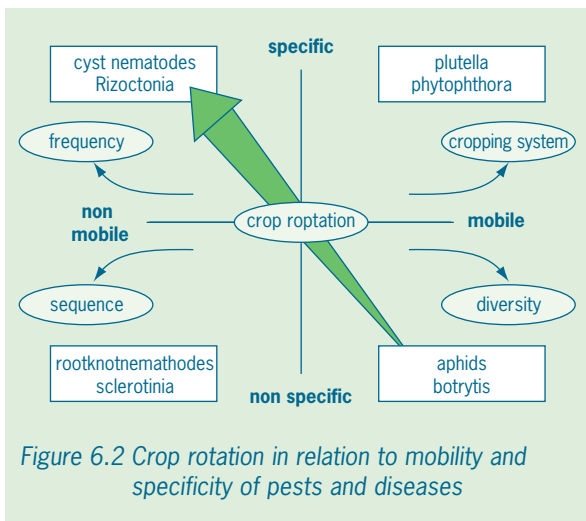 specific
cyst nematodes
Rizoctonia
plutella
phytophthora
frequency
cropping system
non
mobile
crop roptation
mobile
sequence
diversity
rootknotnemathodes
sclerotinia
aphids
botrytis
non specific
Figure 6.2 Crop rotation in relation to mobility and
specificity of pests and diseases